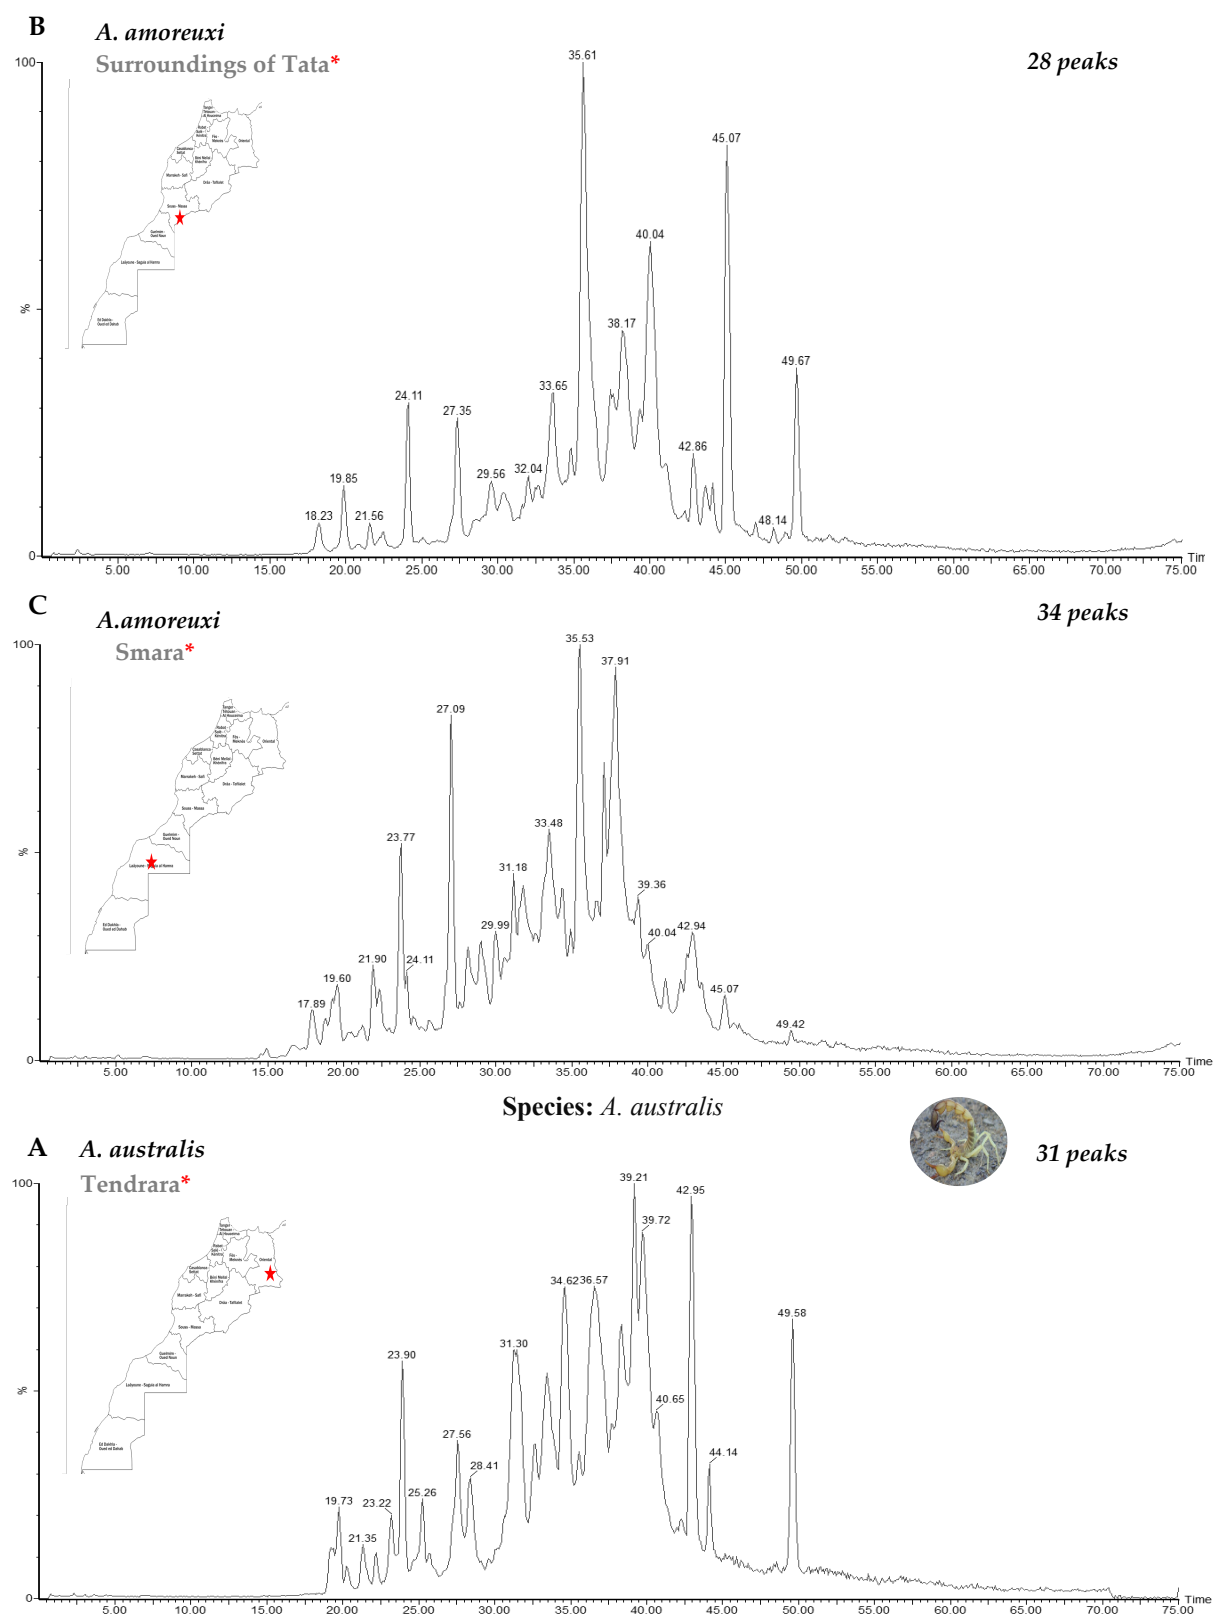 B
A. amoreuxi
Surroundings of Tata*
28 peaks
100
%
0
35.61
45.07
40.04
38.17
33.65
49.67
24.11
27.35
42.86
29.56
32.04
19.85
18.23
21.56
48.14
5.00 10.00 15.00 20.00 25.00 30.00 35.00 40.00 45.00 50.00 55.00 60.00 65.00 70.00 75.00
Tim
C
A.amoreuxi
Smara*
34 peaks
100
%
0
35.53
37.91
27.09
23.77
33.48
31.18
39.36
29.99
40.04
42.94
21.90
24.11
19.60
17.89
45.07
49.42
5.00 10.00 15.00 20.00 25.00 30.00 35.00 40.00 45.00 50.00 55.00 60.00 65.00 70.00 75.00
Time
Species: A. australis
A
A. australis
Tendrara*
31 peaks
100
%
0
39.21
42.95
39.72
34.62
36.57
49.58
31.30
23.90
40.65
27.56
28.41
44.14
25.26
19.73
23.22
21.35
5.00 10.00 15.00 20.00 25.00 30.00 35.00 40.00 45.00 50.00 55.00 60.00 65.00 70.00 75.00
Time